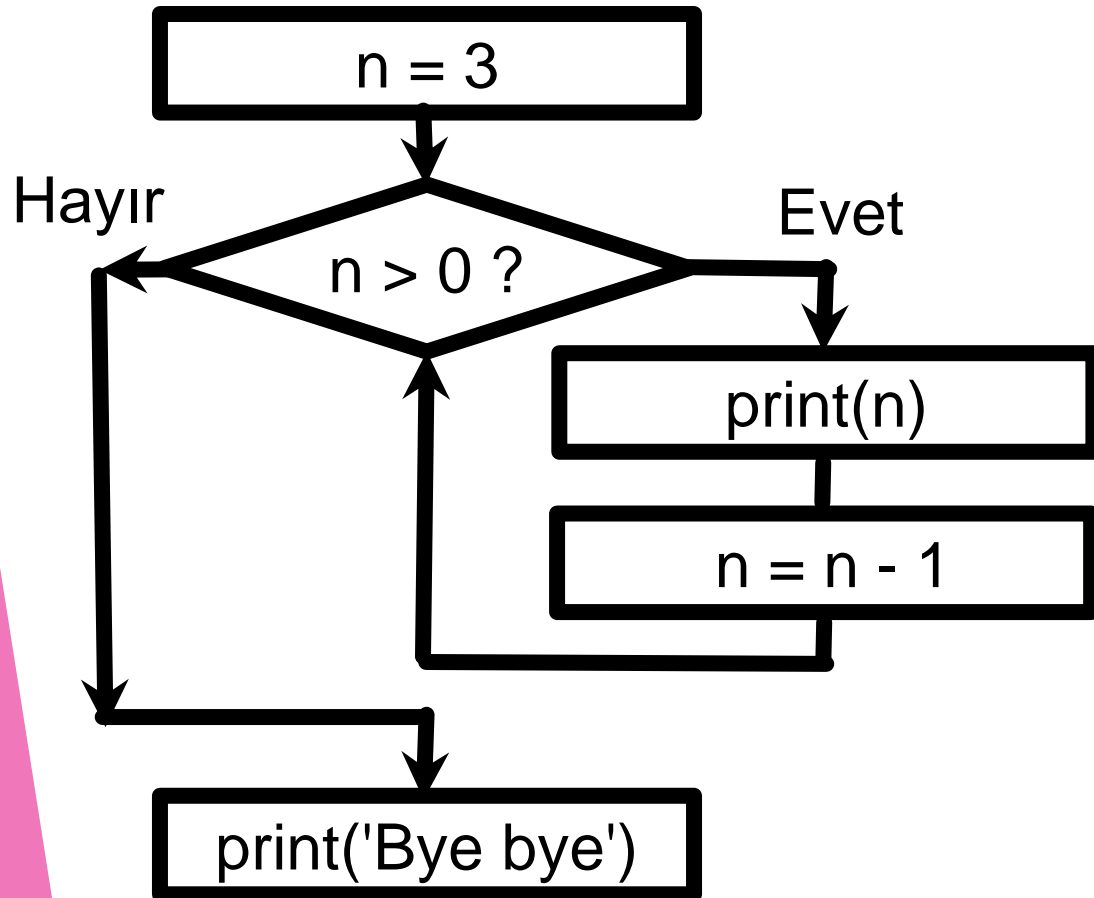 n = 3
Hayır
Evet
n > 0 ?
print(n)
n = n - 1
print('Bye bye')